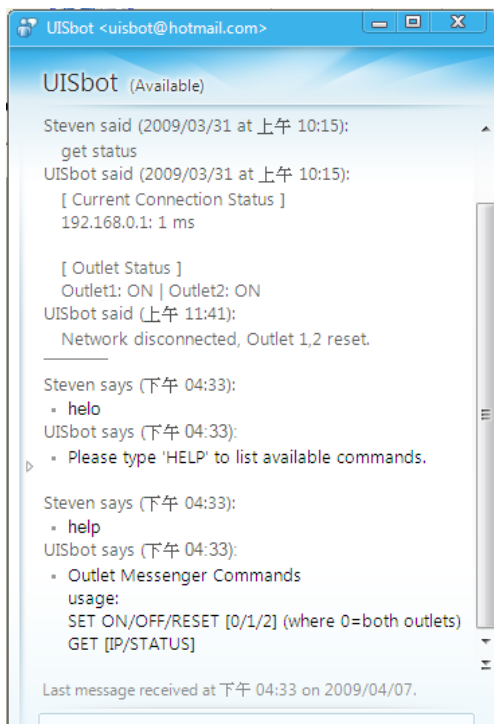 UISbot <uisbot@hotmail.com>
UISbot (Available)
Steven said (2009/03/31 at 上午 10:15):
get status
UISbot said (2009/03/31 at 上午 10:15):
[ Current Connection Status ]
192.168.0.1: 1 ms
[ Outlet Status ]
Outlet1: ON | Outlet2: ON
UISbot said (上午 11:41):
Network disconnected, Outlet 1,2 reset.
Steven says (下午 04:33):
helo
UISbot says (下午 04:33):
Please type 'HELP' to list available commands.
Steven says (下午 04:33):
help
UISbot says (下午 04:33):
Outlet Messenger Commands
usage:
SET ON/OFF/RESET [0/1/2] (where 0=both outlets)
GET [IP/STATUS]
Last message received at 下午 04:33 on 2009/04/07.